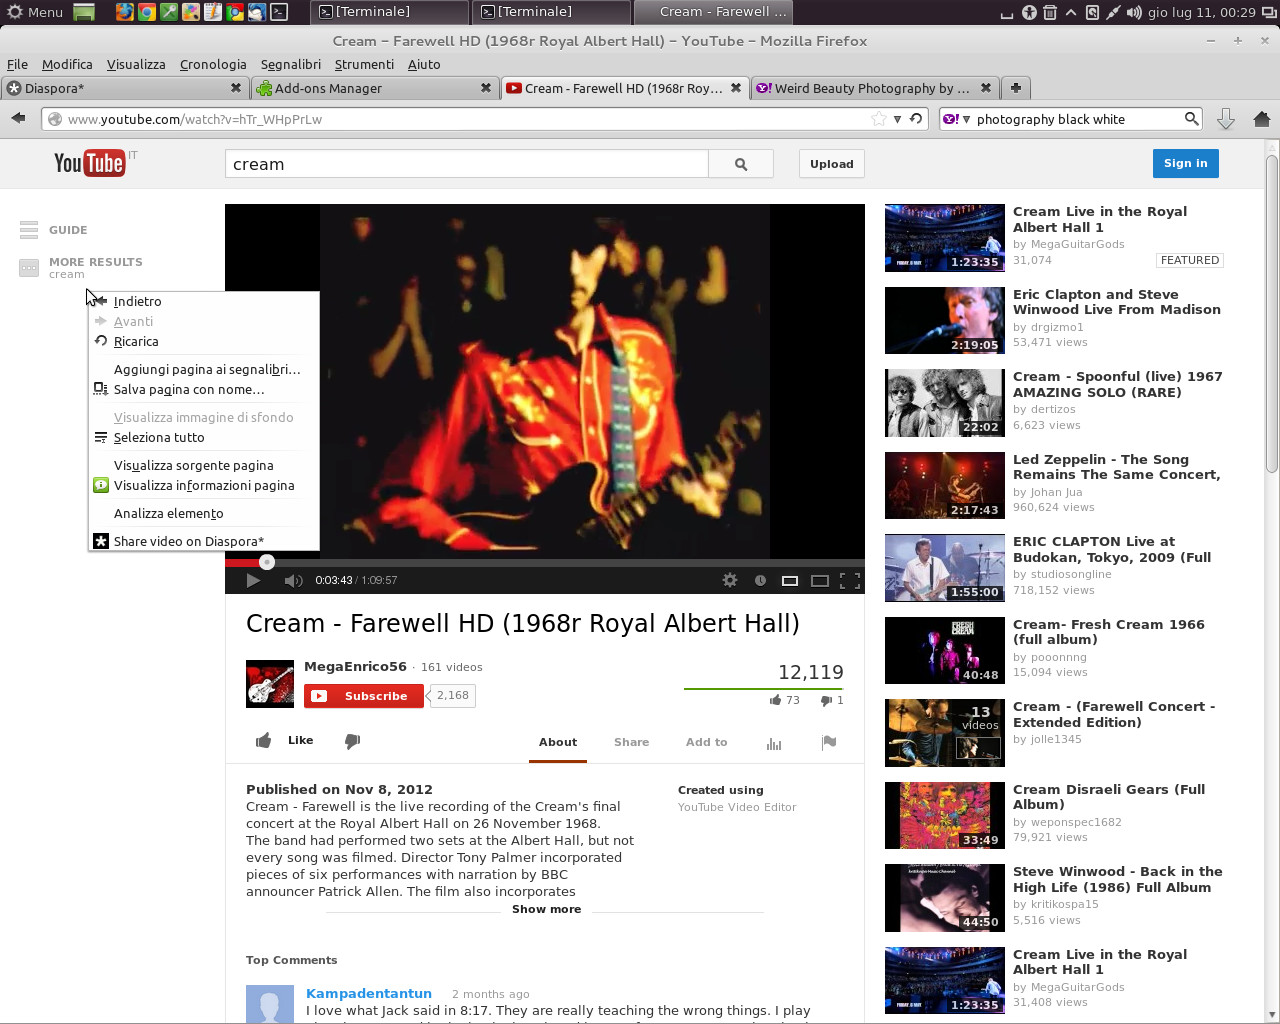 Menu
[Terminale]
[Terminale]
Cream - Farewell ...
gio lug 11, 00:29
Cream – Farewell HD (1968r Royal Albert Hall) – YouTube – Mozilla Firefox
File Modifica Visualizza Cronologia Segnalibri Strumenti Aiuto
Diaspora*
Add-ons Manager
Cream - Farewell HD (1968r Roy...
Weird Beauty Photography by ...
www.youtube.com/watch?v=hTr_WHpPrLw
photography black white
YouTube IT
cream
Upload
Sign in
GUIDE
MORE RESULTS
cream
Indietro
Avanti
Ricarica
Aggiungi pagina ai segnalibri...
Salva pagina con nome...
Visualizza immagine di sfondo
Seleziona tutto
Visualizza sorgente pagina
Visualizza informazioni pagina
Analizza elemento
Share video on Diaspora*
0:03:43 / 1:09:57
Cream - Farewell HD (1968r Royal Albert Hall)
MegaEnrico56 · 161 videos
Subscribe 2,168
12,119
73 1
Like
About Share Add to
Published on Nov 8, 2012
Cream - Farewell is the live recording of the Cream's final
concert at the Royal Albert Hall on 26 November 1968.
The band had performed two sets at the Albert Hall, but not
every song was filmed. Director Tony Palmer incorporated
pieces of six performances with narration by BBC
announcer Patrick Allen. The film also incorporates
Created using
YouTube Video Editor
Show more
Top Comments
Kampadentantun 2 months ago
I love what Jack said in 8:17. They are really teaching the wrong things. I play
1:23:35
Cream Live in the Royal
Albert Hall 1
by MegaGuitarGods
31,074
FEATURED
2:19:05
Eric Clapton and Steve
Winwood Live From Madison
by drgizmo1
53,471 views
22:02
Cream - Spoonful (live) 1967
AMAZING SOLO (RARE)
by dertizos
6,623 views
2:17:43
Led Zeppelin - The Song
Remains The Same Concert,
by Johan Jua
960,624 views
1:55:00
ERIC CLAPTON Live at
Budokan, Tokyo, 2009 (Full
by studiosongline
718,152 views
FRESH
CREAM
40:48
Cream- Fresh Cream 1966
(full album)
by pooonnng
15,094 views
13
videos
Cream - (Farewell Concert -
Extended Edition)
by jolle1345
33:49
Cream Disraeli Gears (Full
Album)
by weponspec1682
79,921 views
44:50
Steve Winwood - Back in the
High Life (1986) Full Album
by kritikospa15
5,516 views
1:23:35
Cream Live in the Royal
Albert Hall 1
by MegaGuitarGods
31,408 views